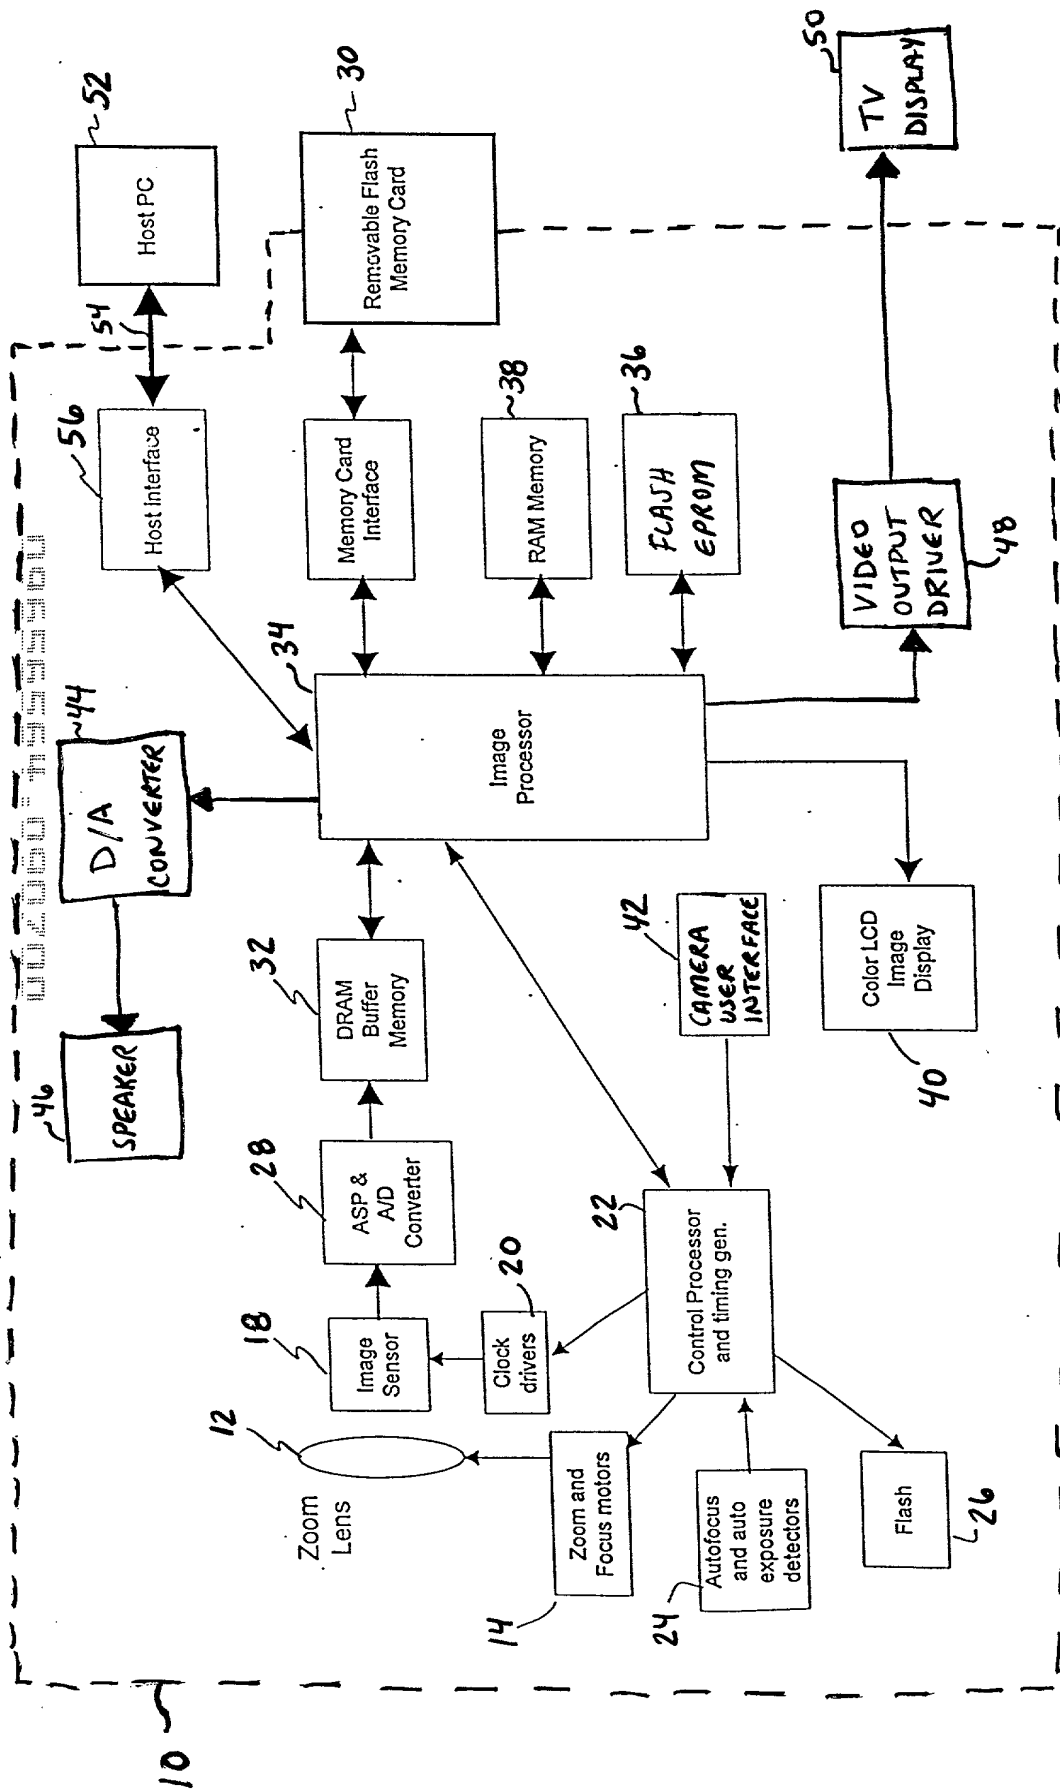 10
46
SPEAKER
44
D/A
CONVERTER
56
Host Interface
54
52
Host PC
Zoom
Lens
12
18
Image
Sensor
28
ASP &
A/D
Converter
32
DRAM
Buffer
Memory
34
Image
Processor
Memory Card
Interface
30
Removable Flash
Memory Card
20
Clock
drivers
38
RAM Memory
14
Zoom and
Focus motors
22
Control Processor
and timing gen.
42
CAMERA
USER
INTERFACE
36
FLASH
EPROM
24
Autofocus
and auto
exposure
detectors
Flash
26
Color LCD
Image
Display
40
VIDEO
OUTPUT
DRIVER
48
50
TV
DISPLAY